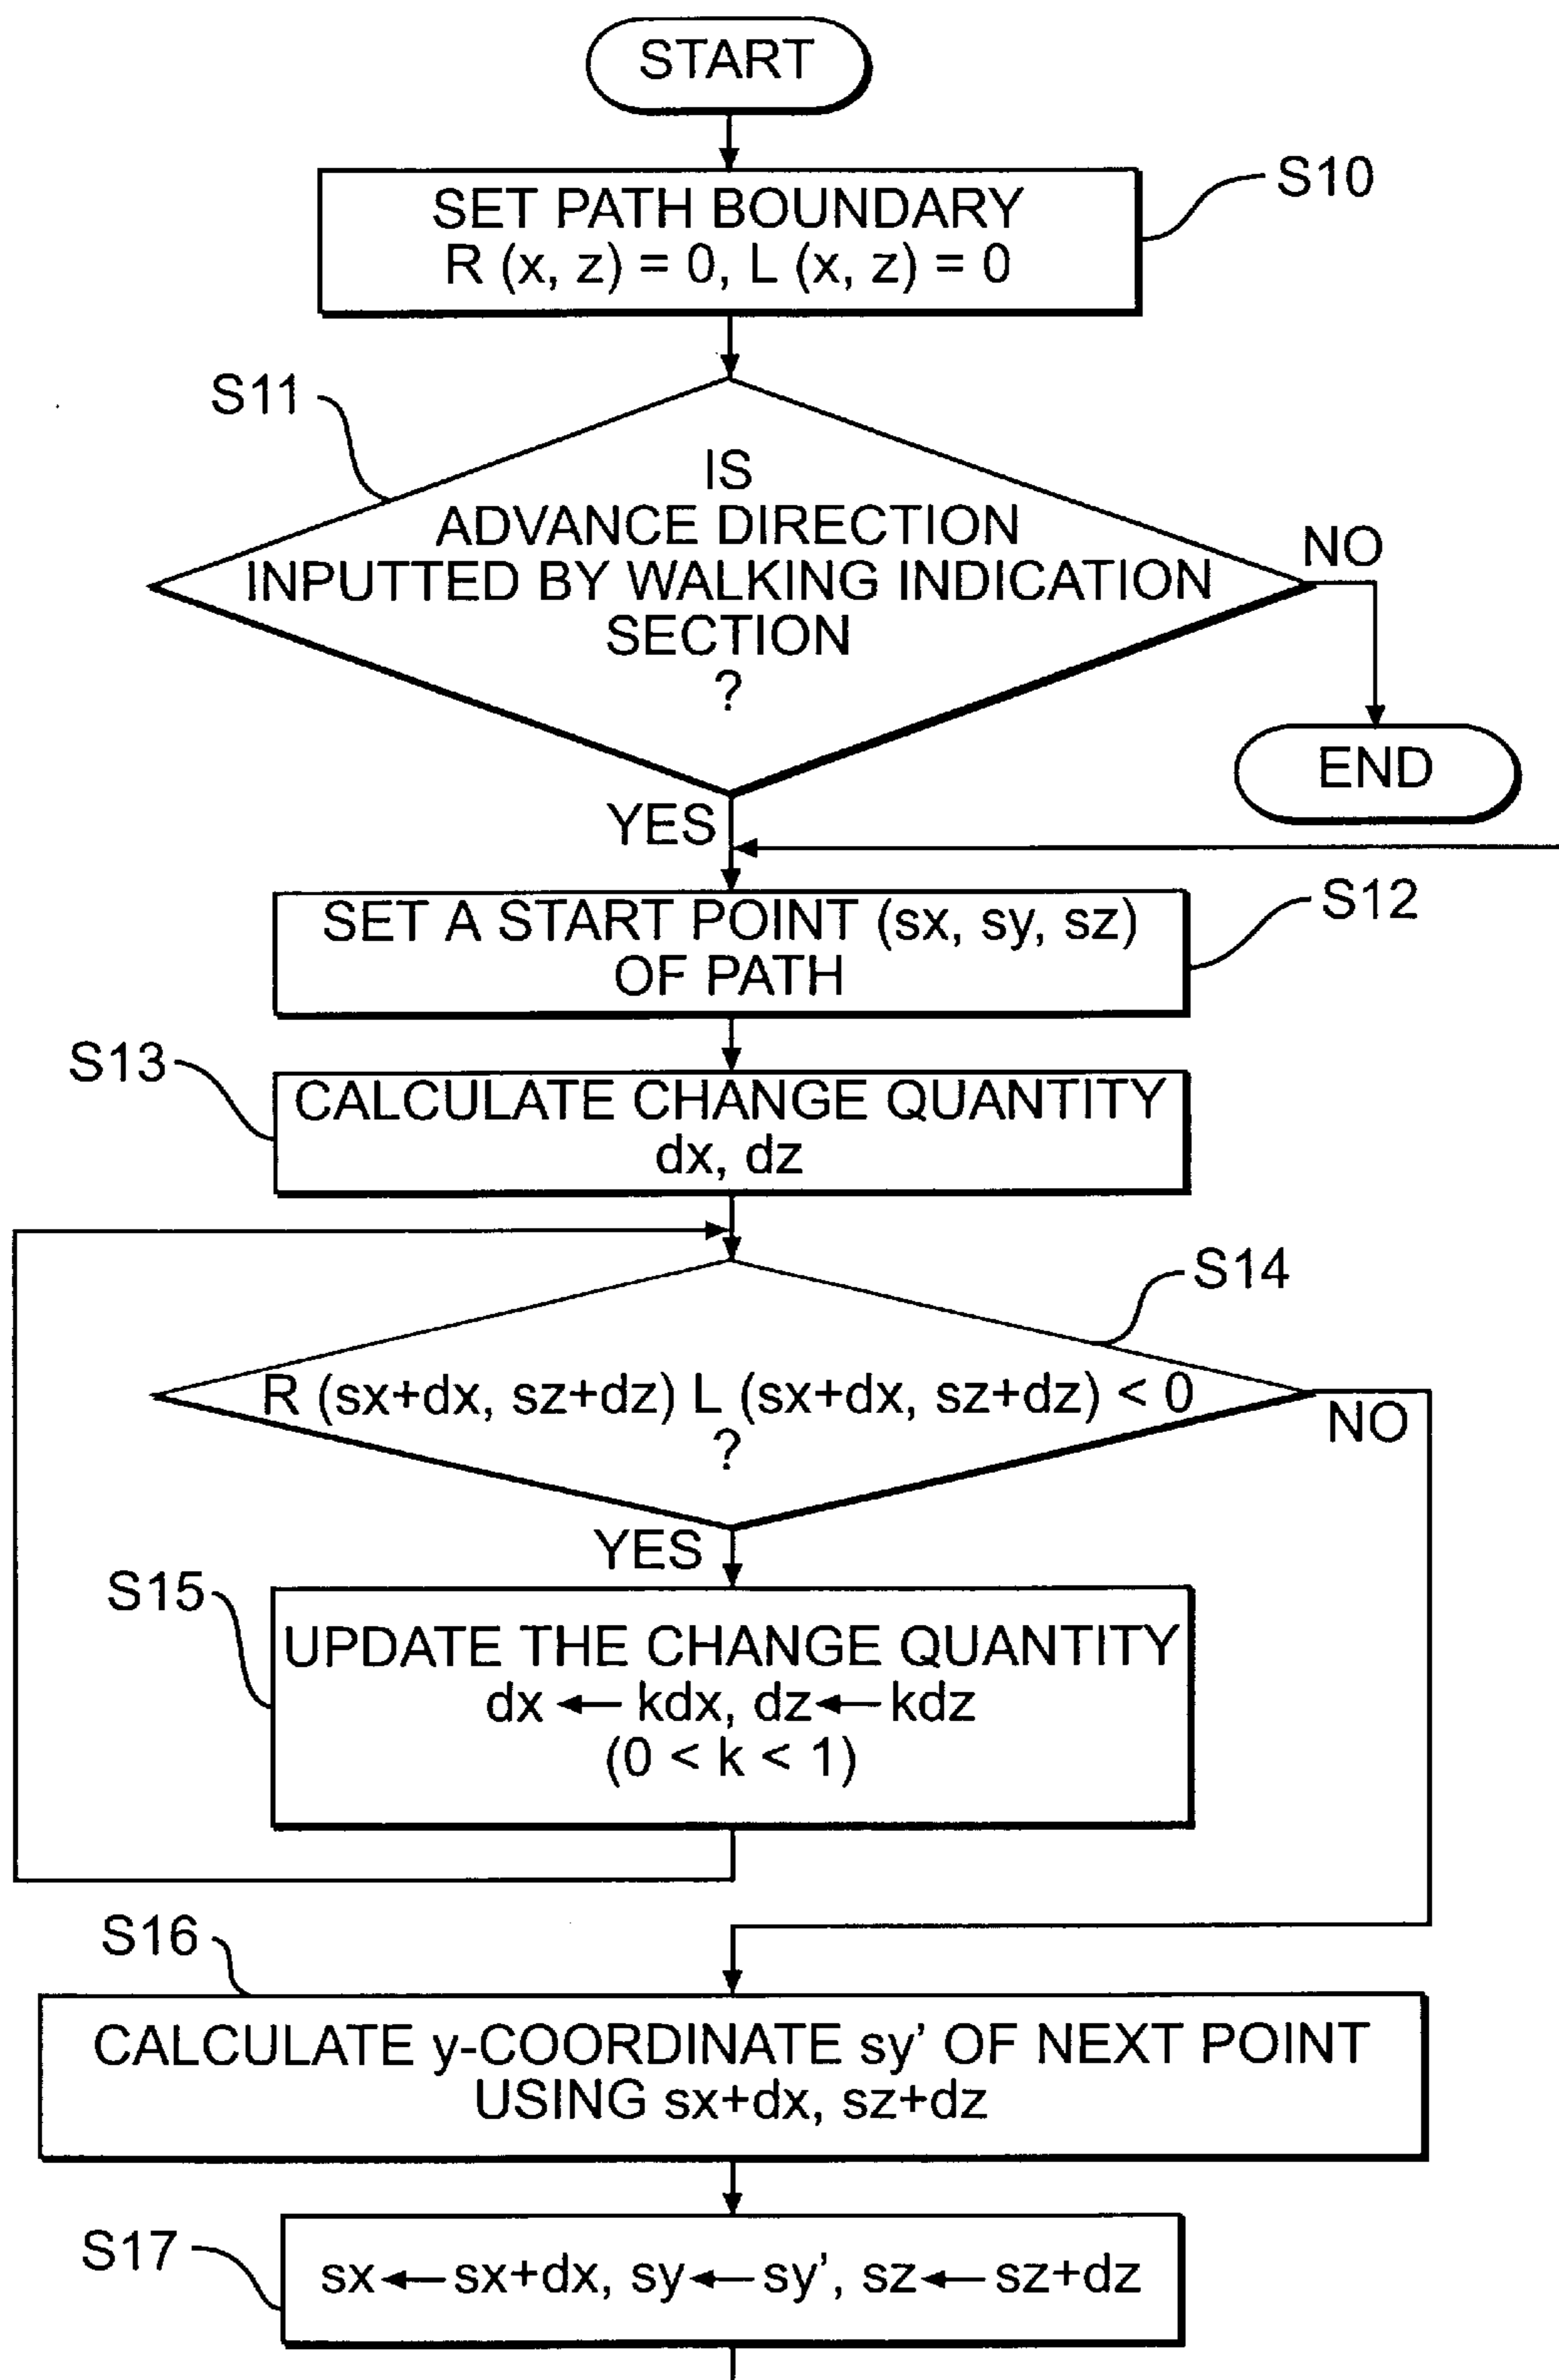 START
S10
SET PATH BOUNDARY
R (x, z) = 0, L (x, z) = 0
S11
IS
ADVANCE DIRECTION
INPUTTED BY WALKING INDICATION
SECTION
?
NO
END
YES
S12
SET A START POINT (sx, sy, sz)
OF PATH
S13
CALCULATE CHANGE QUANTITY
dx, dz
S14
R (sx+dx, sz+dz) L (sx+dx, sz+dz) < 0
?
NO
YES
S15
UPDATE THE CHANGE QUANTITY
dx ← kdx, dz ← kdz
(0 < k < 1)
S16
CALCULATE y-COORDINATE sy’ OF NEXT POINT
USING sx+dx, sz+dz
S17
sx ← sx+dx, sy ← sy’, sz ← sz+dz